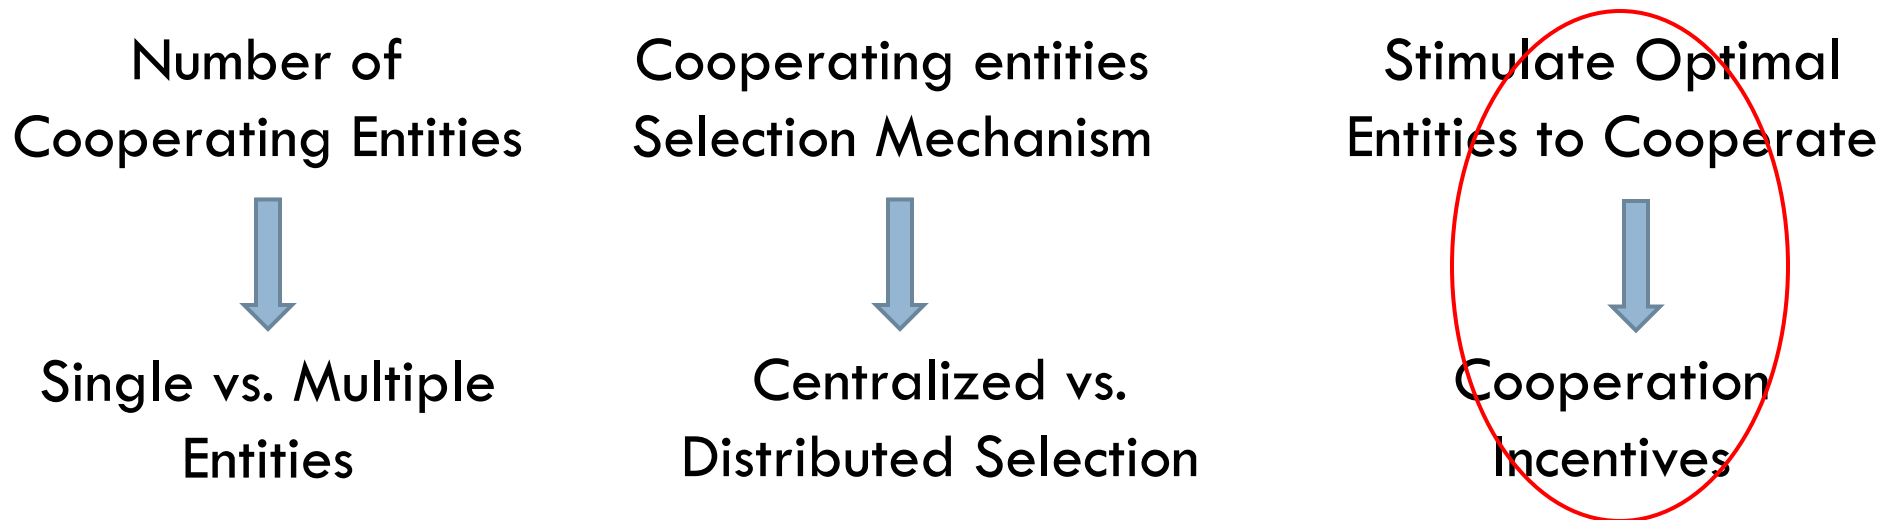 Number of
Cooperating Entities
Single vs. Multiple
Entities
Cooperating entities
Selection Mechanism
Centralized vs.
Distributed Selection
Stimulate Optimal
Entities to Cooperate
Cooperation
Incentives